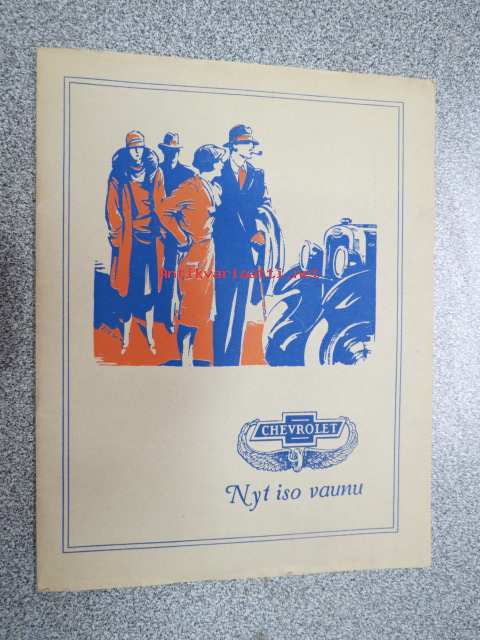 Antikvariaatti.net
CHEVROLET
Nyt iso vaunu